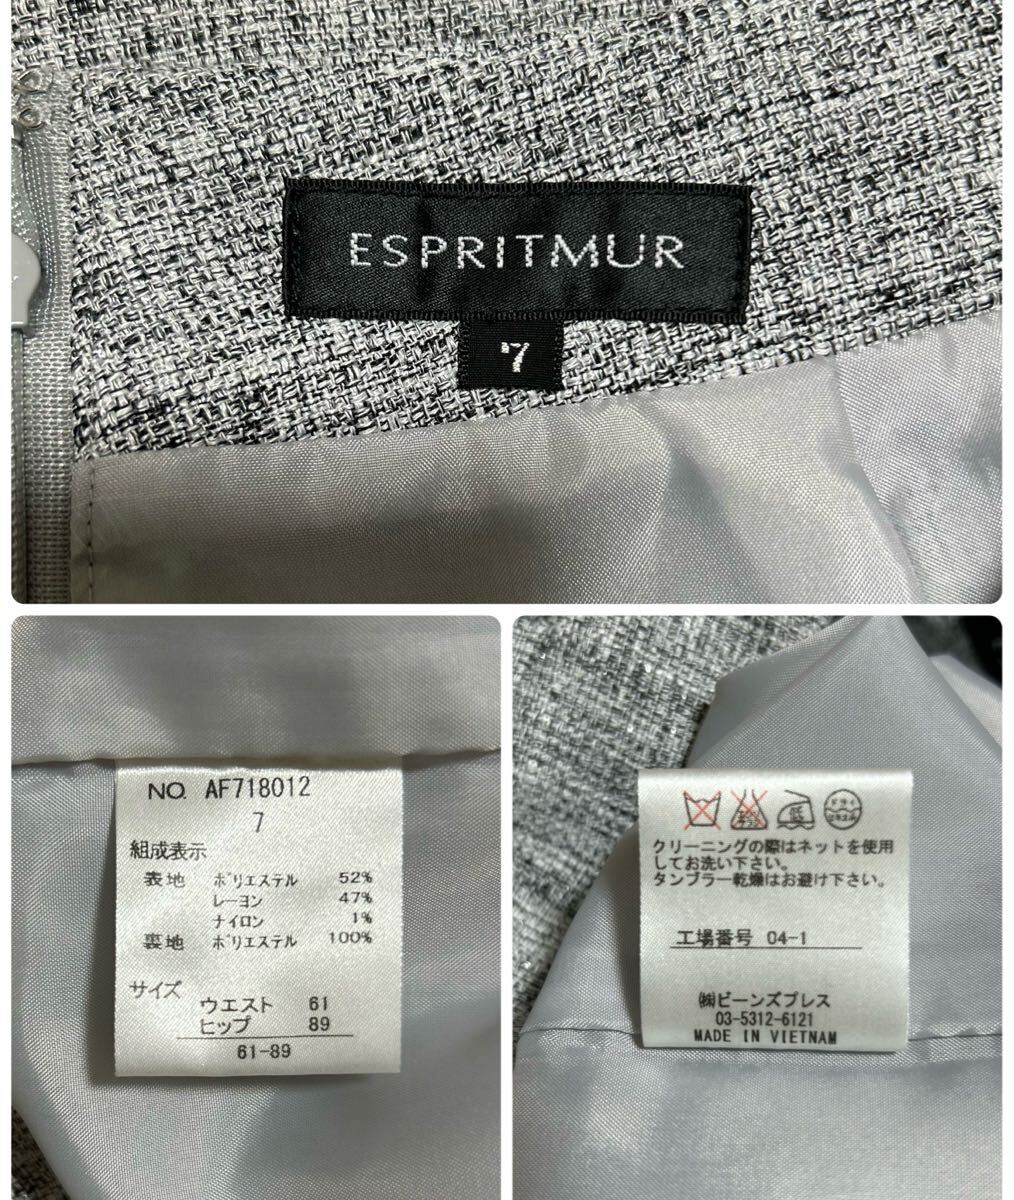 ESPRITMUR
7
NO. AF718012
7
組成表示
表地 ポリエステル 52%
レーヨン 47%
ナイロン 1%
裏地 ポリエステル 100%
サイズ
ウエスト 61
ヒップ 89
61-89
低
ドライ
クリーニングの際はネットを使用
してお洗い下さい。
タンブラー乾燥はお避け下さい。
工場番号 04-1
㈱ビーンズプレス
03-5312-6121
MADE IN VIETNAM